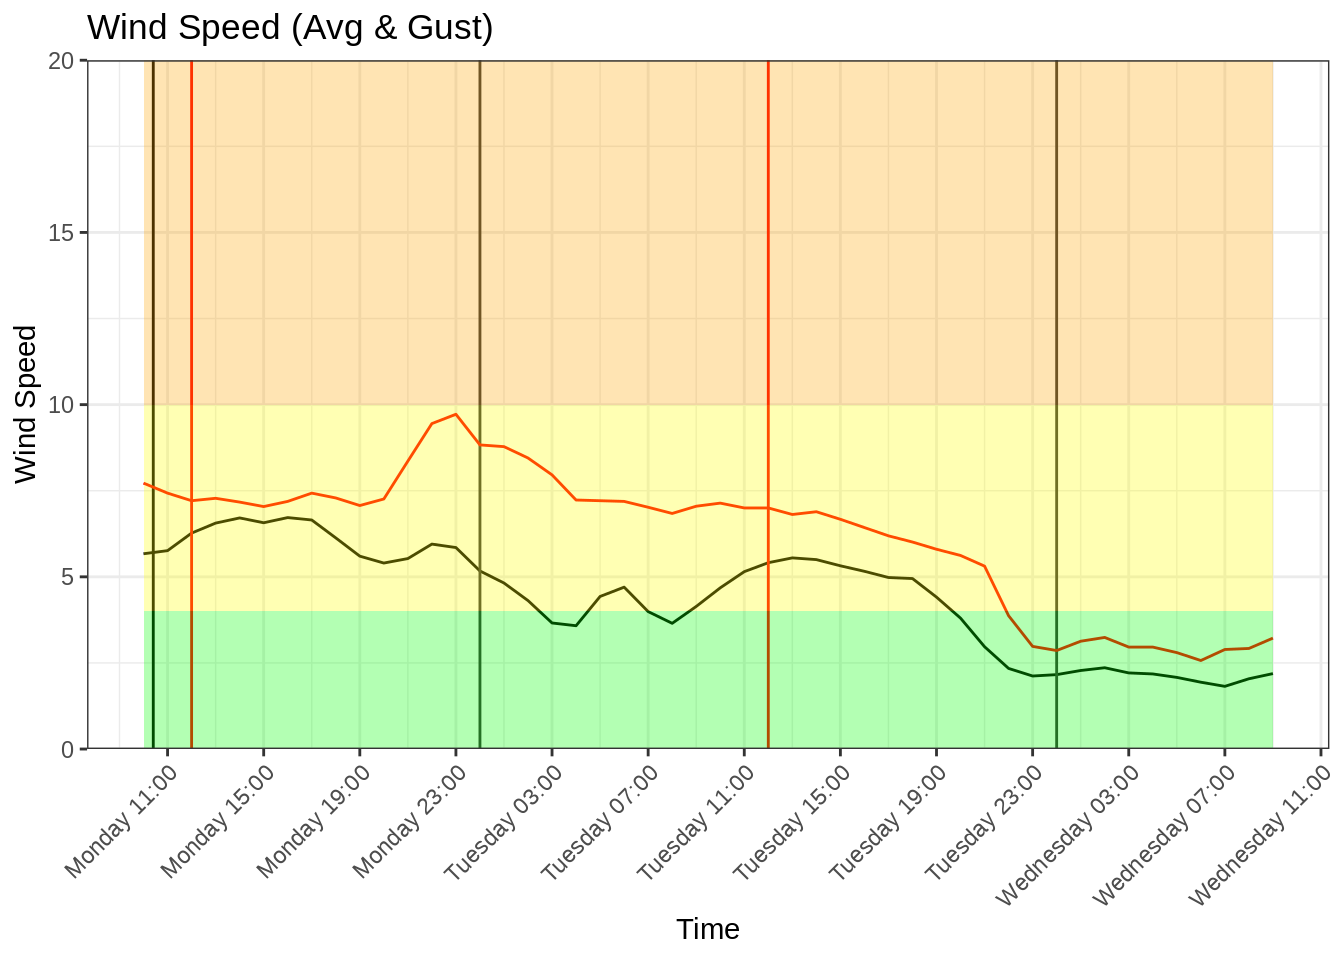 Wind Speed (Avg & Gust)
20
15
10
5
0
Wind Speed
Monday 11:00
Monday 15:00
Monday 19:00
Monday 23:00
Tuesday 03:00
Tuesday 07:00
Tuesday 11:00
Tuesday 15:00
Tuesday 19:00
Tuesday 23:00
Wednesday 03:00
Wednesday 07:00
Wednesday 11:00
Time